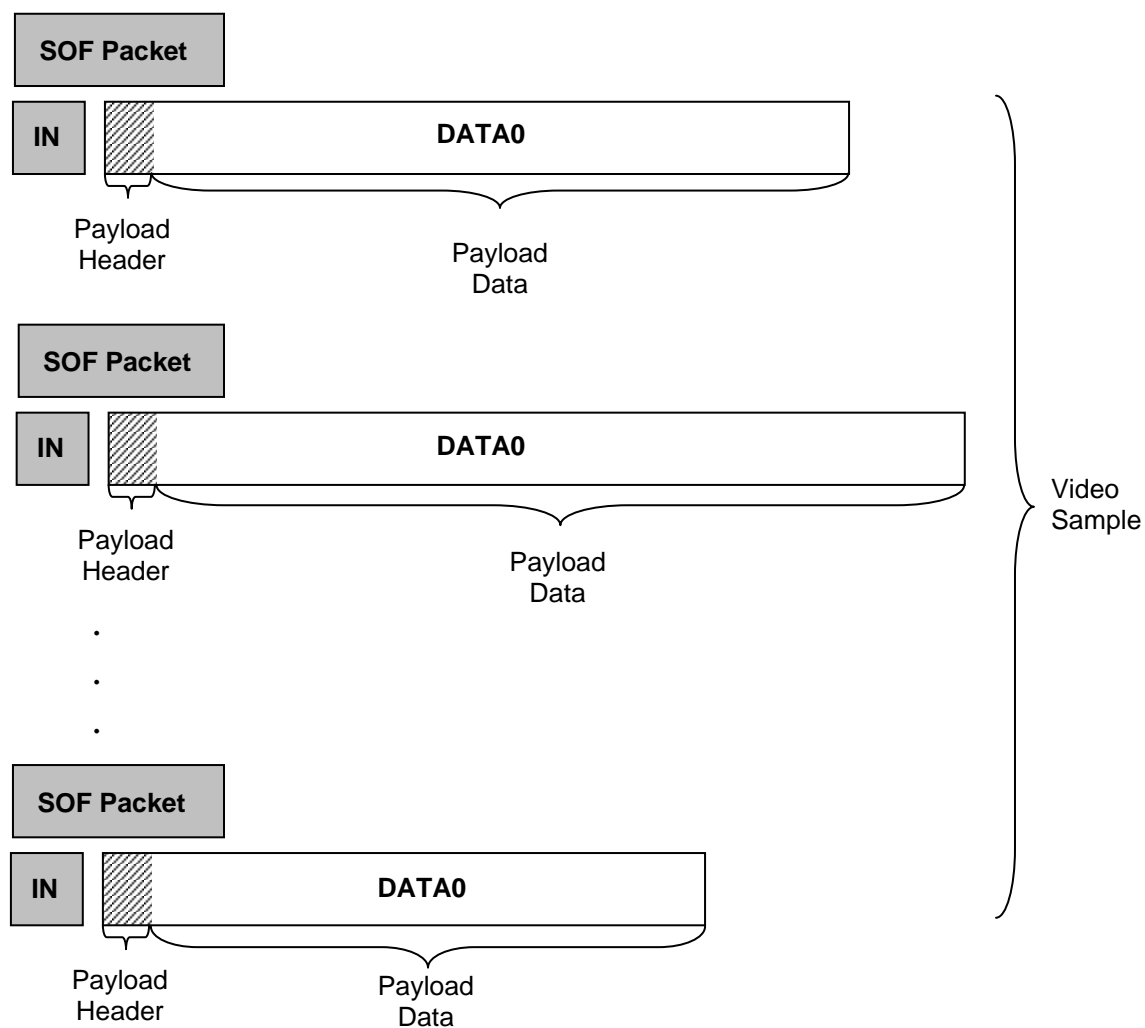 SOF Packet
IN
DATA0
Payload
Header
Payload
Data
SOF Packet
IN
DATA0
Payload
Header
Payload
Data
Video
Sample
.
.
.
SOF Packet
IN
DATA0
Payload
Header
Payload
Data